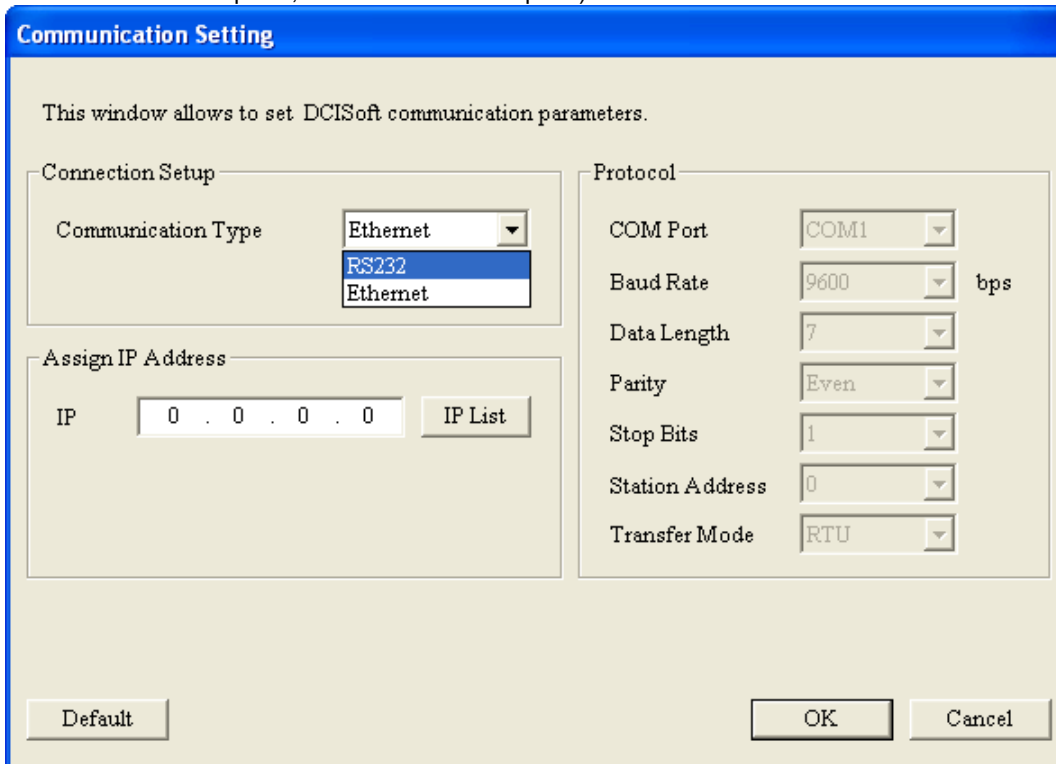 Communication Setting
This window allows to set DCISoft communication parameters.
Connection Setup
Communication Type
Ethernet
RS232
Ethernet
Assign IP Address
IP
0 . 0 . 0 . 0
IP List
Protocol
COM Port
COM1
Baud Rate
9600
bps
Data Length
7
Parity
Even
Stop Bits
1
Station Address
0
Transfer Mode
RTU
Default
OK
Cancel